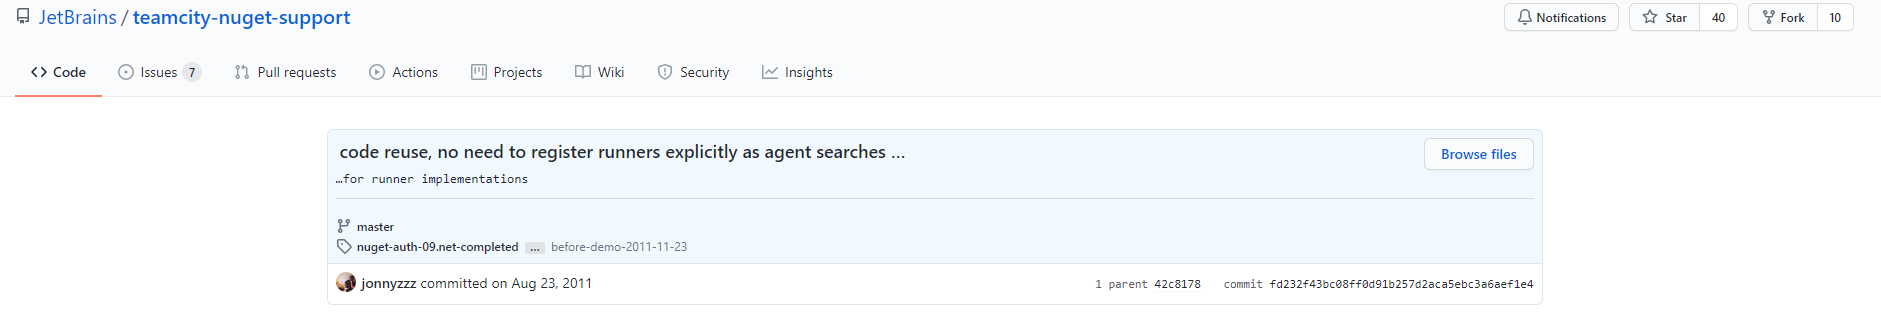 JetBrains / teamcity-nuget-support
Notifications
Star 40
Fork 10
Code
Issues 7
Pull requests
Actions
Projects
Wiki
Security
Insights
code reuse, no need to register runners explicitly as agent searches …
Browse files
…for runner implementations
master
nuget-auth-09.net-completed ... before-demo-2011-11-23
jonnyzzz committed on Aug 23, 2011
1 parent 42c8178 commit fd232f43bc08ff0d91b257d2aca5ebc3a6aef1e4